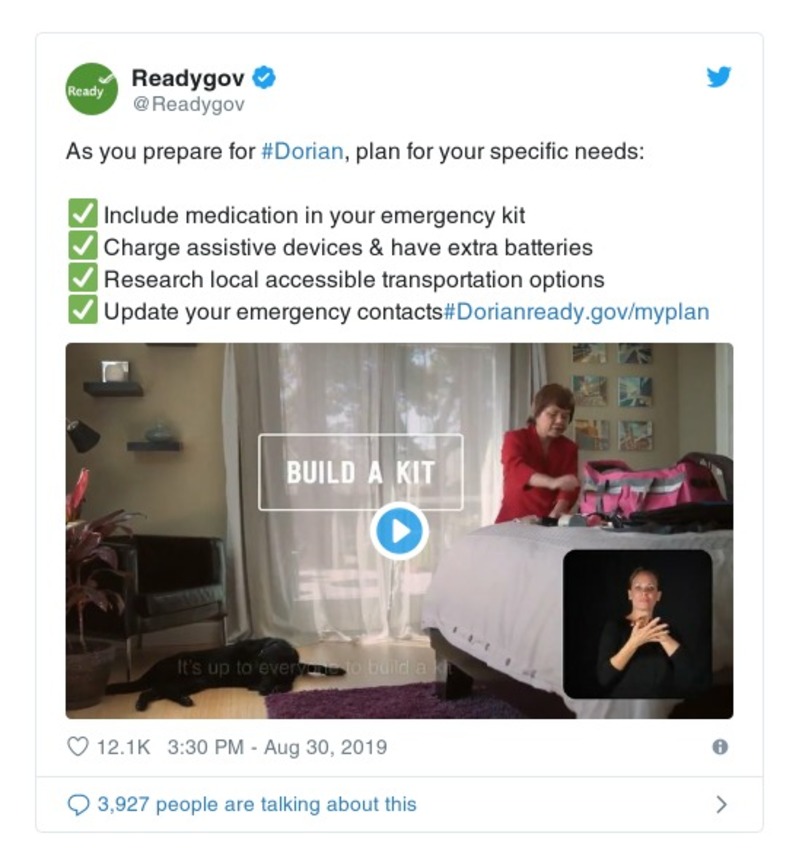 Ready
Readygov
@Readygov
As you prepare for #Dorian, plan for your specific needs:
✅ Include medication in your emergency kit
✅ Charge assistive devices & have extra batteries
✅ Research local accessible transportation options
✅ Update your emergency contacts#Dorianready.gov/myplan
BUILD A KIT
It's up to everyone to build a kit
12.1K 3:30 PM - Aug 30, 2019
3,927 people are talking about this